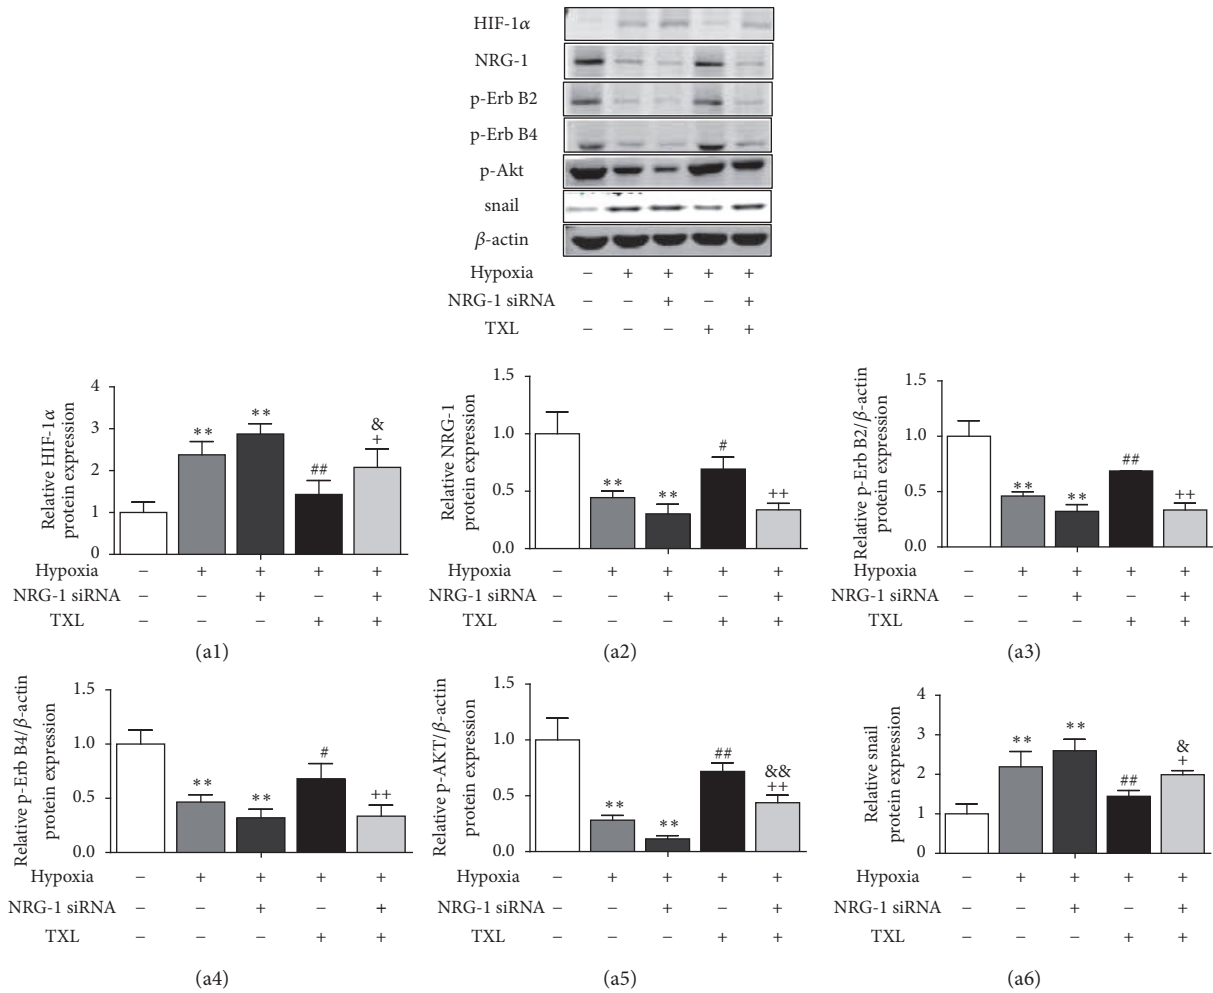 HIF-1α
NRG-1
p-Erb B2
p-Erb B4
p-Akt
snail
β-actin
Hypoxia − + + + +
NRG-1 siRNA − − + − +
TXL − − − + +
Relative HIF-1α
protein expression
4
3
2
1
0
** ** ## & +
Hypoxia − + + + +
NRG-1 siRNA − − + − +
TXL − − − + +
(a1)
Relative NRG-1
protein expression
1.5
1.0
0.5
0.0
** ** # ++
Hypoxia − + + + +
NRG-1 siRNA − − + − +
TXL − − − + +
(a2)
Relative p-Erb B2/β-actin
protein expression
1.5
1.0
0.5
0.0
** ** ## ++
Hypoxia − + + + +
NRG-1 siRNA − − + − +
TXL − − − + +
(a3)
Relative p-Erb B4/β-actin
protein expression
1.5
1.0
0.5
0.0
** ** # ++
Hypoxia − + + + +
NRG-1 siRNA − − + − +
TXL − − − + +
(a4)
Relative p-AKT/β-actin
protein expression
1.5
1.0
0.5
0.0
** ** ## && ++
Hypoxia − + + + +
NRG-1 siRNA − − + − +
TXL − − − + +
(a5)
Relative snail
protein expression
4
3
2
1
0
** ** ## & +
Hypoxia − + + + +
NRG-1 siRNA − − + − +
TXL − − − + +
(a6)